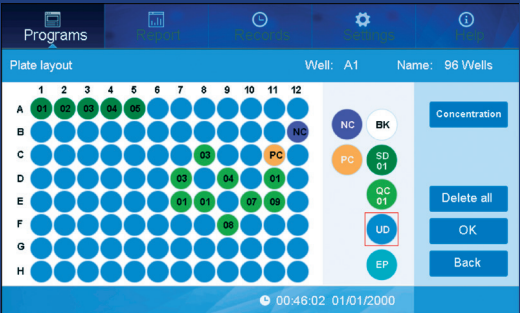 Programs Report Records Settings Help
Plate layout Well: A1 Name: 96 Wells
1 2 3 4 5 6 7 8 9 10 11 12
A 01 02 03 04 05
B NC
C 03 PC
D 03 04 01
E 01 01 07 09
F 08
G
H
NC BK
PC SD 01
QC 01
UD
EP
Concentration
Delete all
OK
Back
00:46:02 01/01/2000